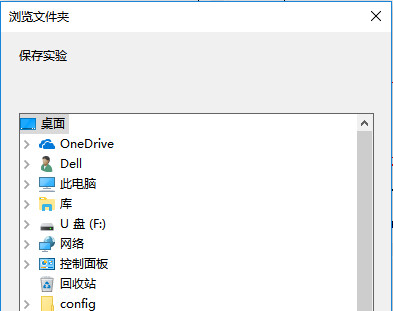 浏览文件夹
保存实验
桌面
OneDrive
Dell
此电脑
库
U 盘 (F:)
网络
控制面板
回收站
config